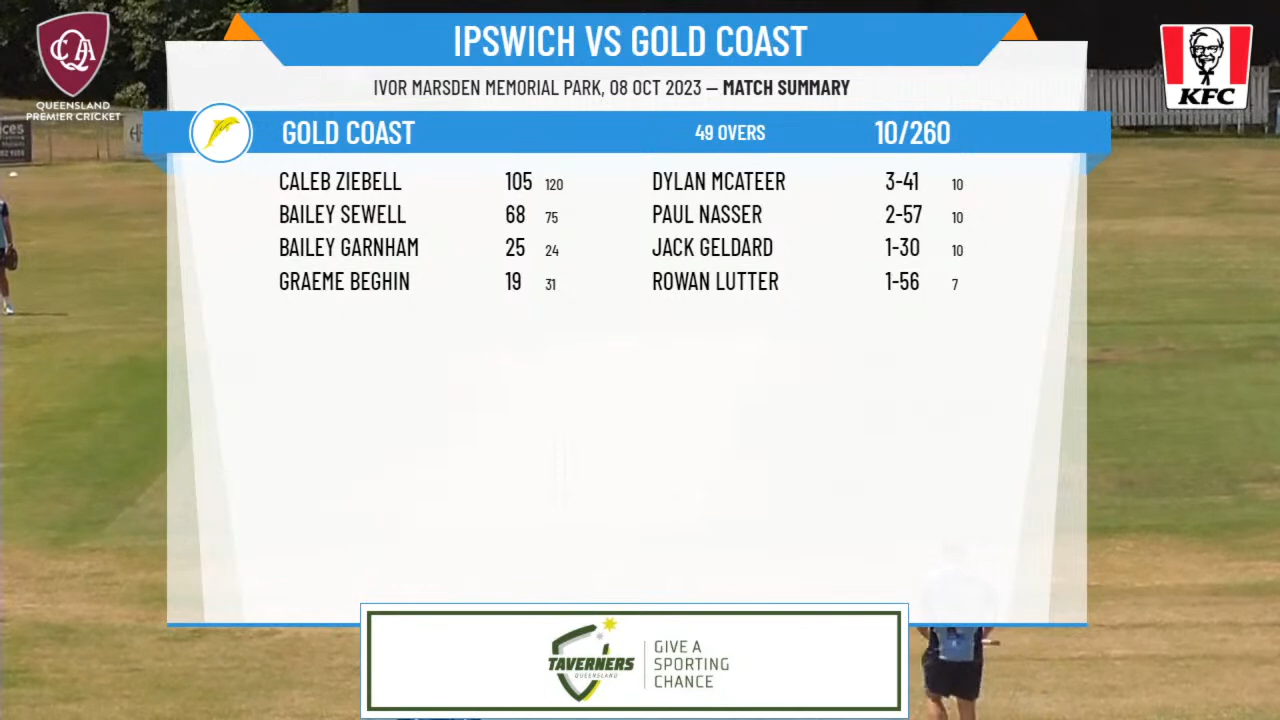 IPSWICH VS GOLD COAST
IVOR MARSDEN MEMORIAL PARK, 08 OCT 2023 – MATCH SUMMARY
QUEENSLAND
PREMIER CRICKET
KFC
GOLD COAST 49 OVERS 10/260
CALEB ZIEBELL 105 120 DYLAN MCATEER 3-41 10
BAILEY SEWELL 68 75 PAUL NASSER 2-57 10
BAILEY GARNHAM 25 24 JACK GELDARD 1-30 10
GRAEME BEGHIN 19 31 ROWAN LUTTER 1-56 7
TAVERNERS
QUEENSLAND
GIVE A
SPORTING
CHANCE